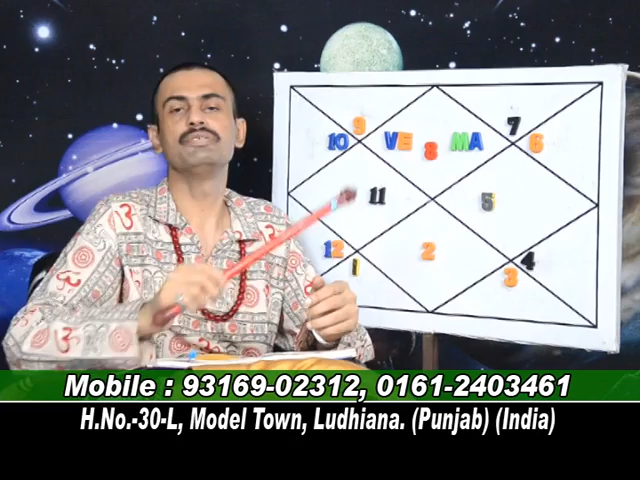 7
9
10 VE 8 MA 6
11 5
12 2 4
1 3
Mobile : 93169-02312, 0161-2403461
H.No.-30-L, Model Town, Ludhiana. (Punjab) (India)